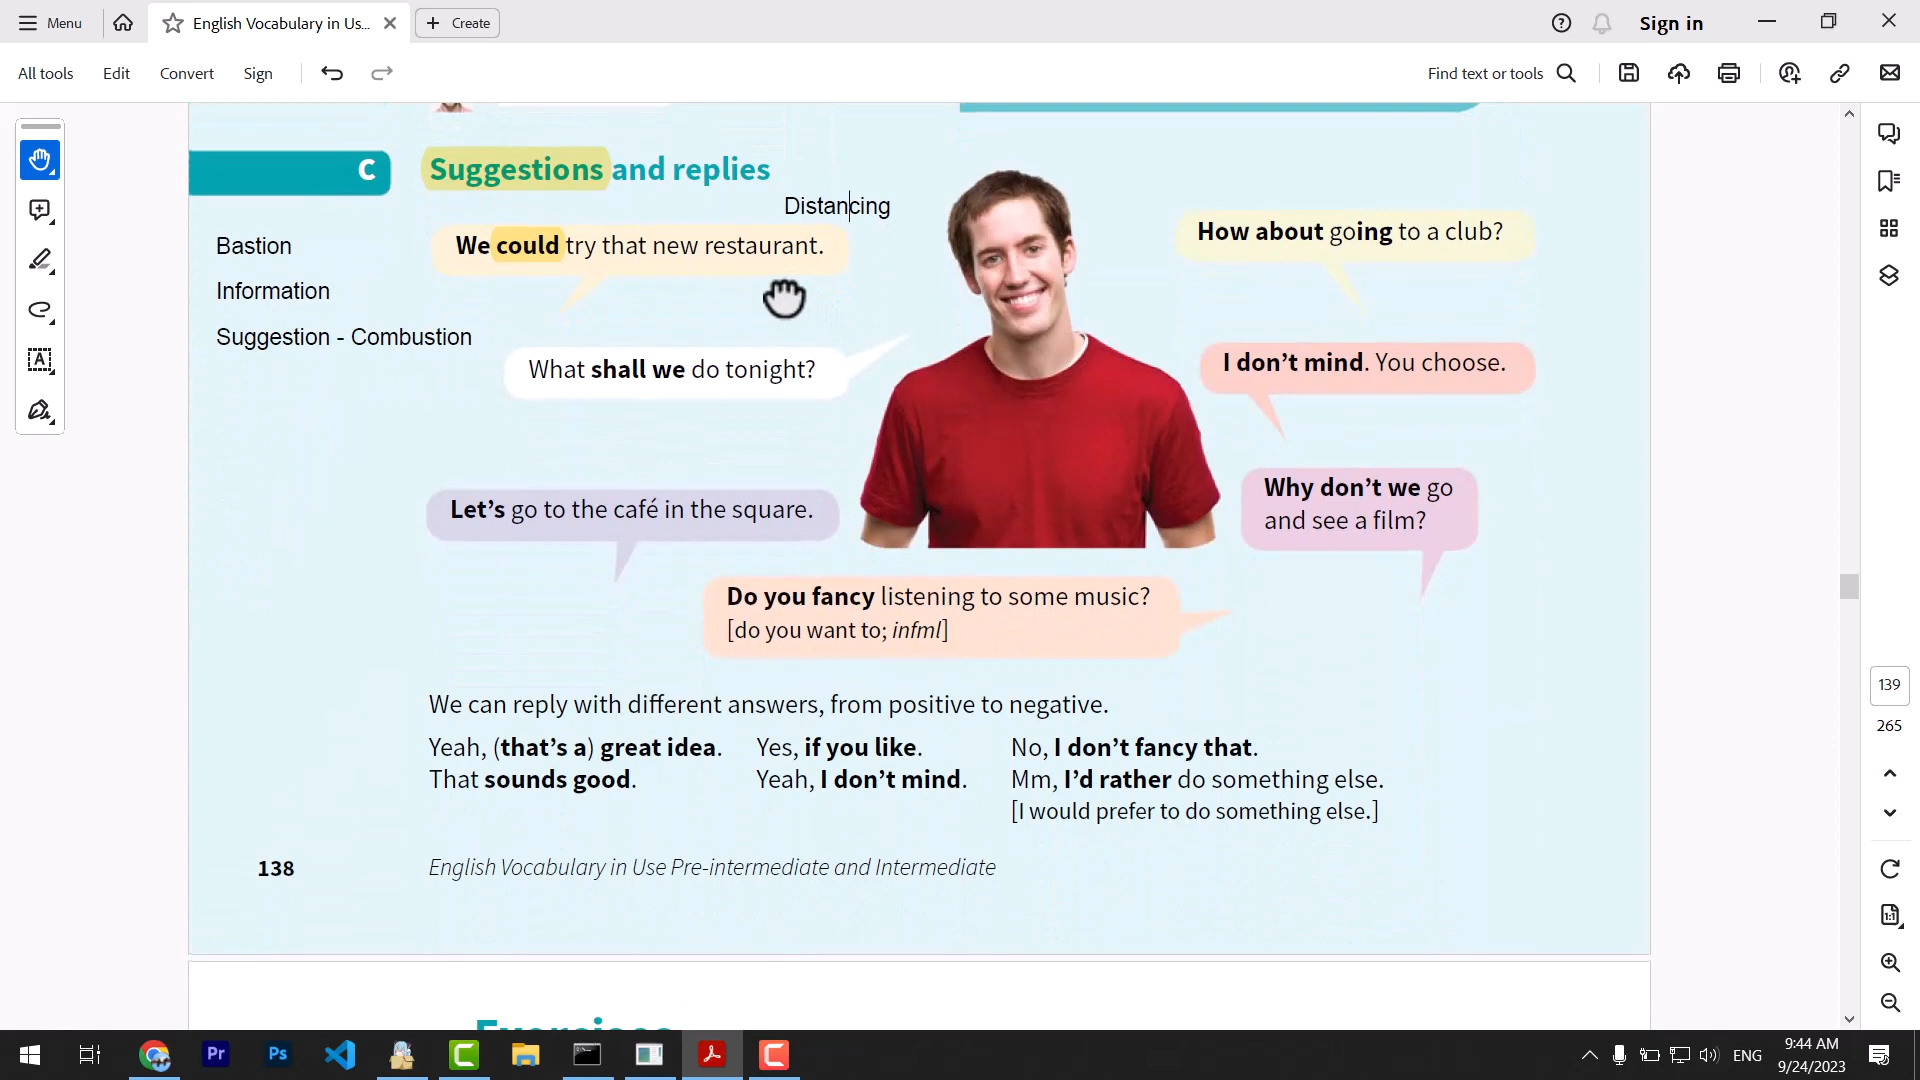 Menu
English Vocabulary in Us...
Create
Sign in
All tools
Edit
Convert
Sign
Find text or tools
C
Suggestions and replies
Distancing
Bastion
Information
Suggestion - Combustion
We could try that new restaurant.
How about going to a club?
What shall we do tonight?
I don't mind. You choose.
Let's go to the café in the square.
Why don't we go
and see a film?
Do you fancy listening to some music?
[do you want to; infml]
We can reply with different answers, from positive to negative.
Yeah, (that's a) great idea.
That sounds good.
Yes, if you like.
Yeah, I don't mind.
No, I don't fancy that.
Mm, I'd rather do something else.
[I would prefer to do something else.]
138
English Vocabulary in Use Pre-intermediate and Intermediate
Exercises
139
265
1:1
Pr
Ps
ENG
9:44 AM
9/24/2023